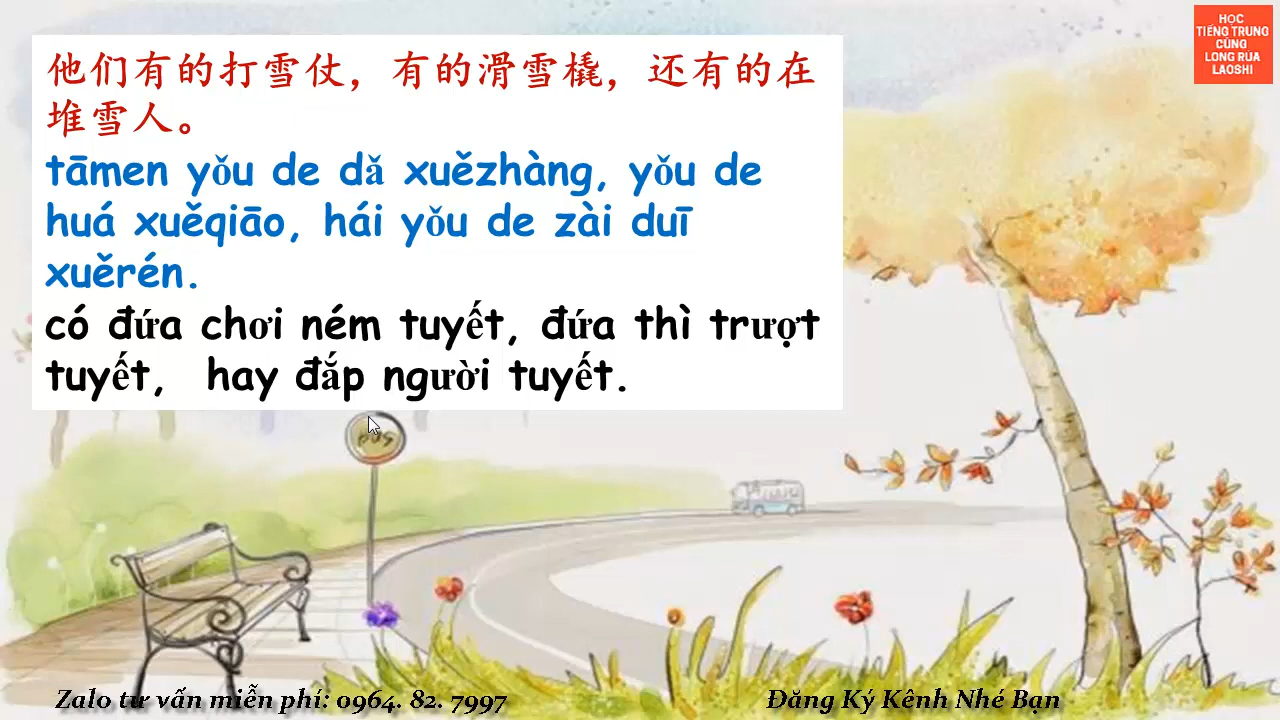 HỌC
TIẾNG TRUNG
CÙNG
LONG RÙA
LAOSHI
他们有的打雪仗，有的滑雪橇，还有的在
堆雪人。
tāmen yǒu de dǎ xuězhàng, yǒu de
huá xuěqiāo, hái yǒu de zài duī
xuěrén.
có đứa chơi ném tuyết, đứa thì trượt
tuyết, hay đắp người tuyết.
Zalo tư vấn miễn phí: 0964. 82. 7997
Đăng Ký Kênh Nhé Bạn